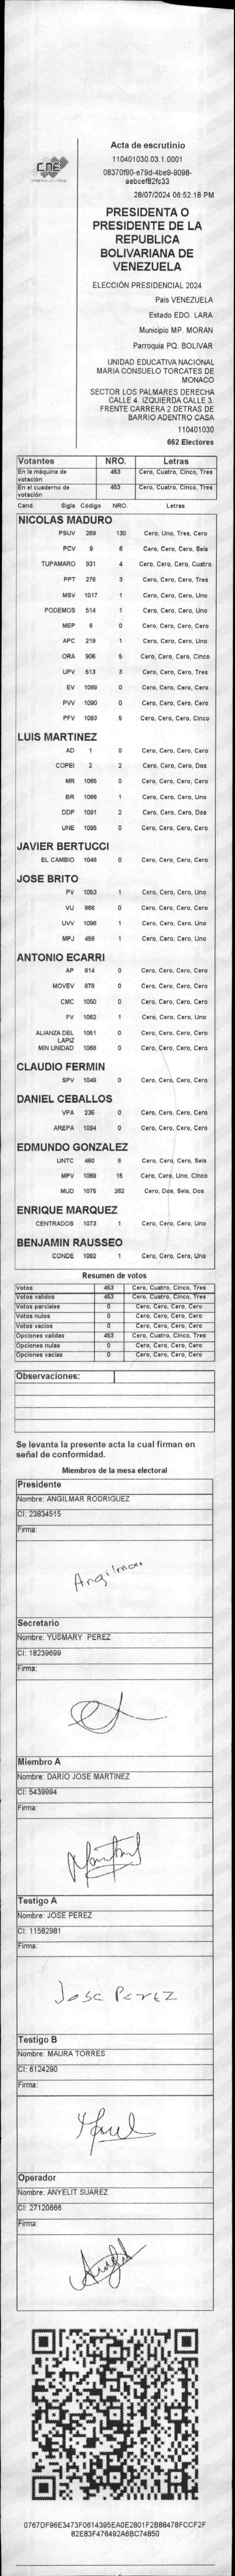 CNE
Acta de escrutinio
110401030.03.1.0001
08370f90-e79d-4be9-9098-
aebcef82fc33
28/07/2024 06:52:18 PM
PRESIDENTA O
PRESIDENTE DE LA
REPUBLICA
BOLIVARIANA DE
VENEZUELA
ELECCIÓN PRESIDENCIAL 2024
País VENEZUELA
Estado EDO. LARA
Municipio MP. MORAN
Parroquia PQ. BOLIVAR
UNIDAD EDUCATIVA NACIONAL
MARIA CONSUELO TORCATES DE
MONACO
SECTOR LOS PALMARES DERECHA
CALLE 4. IZQUIERDA CALLE 3.
FRENTE CARRERA 2 DETRAS DE
BARRIO ADENTRO CASA
110401030
662 Electores
Votantes NRO. Letras
En la máquina de votación 453 Cero, Cuatro, Cinco, Tres
En el cuaderno de votación 453 Cero, Cuatro, Cinco, Tres
Cand. Sigla Código NRO. Letras
NICOLAS MADURO
PSUV 269 130 Cero, Uno, Tres, Cero
PCV 9 6 Cero, Cero, Cero, Seis
TUPAMARO 931 4 Cero, Cero, Cero, Cuatro
PPT 276 3 Cero, Cero, Cero, Tres
MSV 1017 1 Cero, Cero, Cero, Uno
PODEMOS 514 1 Cero, Cero, Cero, Uno
MEP 6 0 Cero, Cero, Cero, Cero
APC 219 1 Cero, Cero, Cero, Uno
ORA 906 5 Cero, Cero, Cero, Cinco
UPV 513 3 Cero, Cero, Cero, Tres
EV 1089 0 Cero, Cero, Cero, Cero
PVV 1090 0 Cero, Cero, Cero, Cero
PFV 1093 5 Cero, Cero, Cero, Cinco
LUIS MARTINEZ
AD 1 0 Cero, Cero, Cero, Cero
COPEI 2 2 Cero, Cero, Cero, Dos
MR 1065 0 Cero, Cero, Cero, Cero
BR 1066 1 Cero, Cero, Cero, Uno
DDP 1091 2 Cero, Cero, Cero, Dos
UNE 1095 0 Cero, Cero, Cero, Cero
JAVIER BERTUCCI
EL CAMBIO 1046 0 Cero, Cero, Cero, Cero
JOSE BRITO
PV 1053 1 Cero, Cero, Cero, Uno
VU 868 0 Cero, Cero, Cero, Cero
UVV 1096 1 Cero, Cero, Cero, Uno
MPJ 456 1 Cero, Cero, Cero, Uno
ANTONIO ECARRI
AP 814 0 Cero, Cero, Cero, Cero
MOVEV 879 0 Cero, Cero, Cero, Cero
CMC 1050 0 Cero, Cero, Cero, Cero
FV 1062 1 Cero, Cero, Cero, Uno
ALIANZA DEL LAPIZ 1051 0 Cero, Cero, Cero, Cero
MIN UNIDAD 1068 0 Cero, Cero, Cero, Cero
CLAUDIO FERMIN
SPV 1049 0 Cero, Cero, Cero, Cero
DANIEL CEBALLOS
VPA 236 0 Cero, Cero, Cero, Cero
AREPA 1094 0 Cero, Cero, Cero, Cero
EDMUNDO GONZALEZ
UNTC 460 6 Cero, Cero, Cero, Seis
MPV 1069 15 Cero, Cero, Uno, Cinco
MUD 1075 262 Cero, Dos, Seis, Dos
ENRIQUE MARQUEZ
CENTRADOS 1073 1 Cero, Cero, Cero, Uno
BENJAMIN RAUSSEO
CONDE 1092 1 Cero, Cero, Cero, Uno
Resumen de votos
Votos 453 Cero, Cuatro, Cinco, Tres
Votos validos 453 Cero, Cuatro, Cinco, Tres
Votos parciales 0 Cero, Cero, Cero, Cero
Votos nulos 0 Cero, Cero, Cero, Cero
Votos vacios 0 Cero, Cero, Cero, Cero
Opciones validas 453 Cero, Cuatro, Cinco, Tres
Opciones nulas 0 Cero, Cero, Cero, Cero
Opciones vacias 0 Cero, Cero, Cero, Cero
Observaciones:
Se levanta la presente acta la cual firman en
señal de conformidad.
Miembros de la mesa electoral
Presidente
Nombre: ANGILMAR RODRIGUEZ
CI: 23834515
Firma:
Angilmar
Secretario
Nombre: YUSMARY PEREZ
CI: 18239699
Firma:
Miembro A
Nombre: DARIO JOSE MARTINEZ
CI: 5439994
Firma:
Testigo A
Nombre: JOSE PEREZ
CI: 11582981
Firma:
Jose Perez
Testigo B
Nombre: MAURA TORRES
CI: 6124290
Firma:
Operador
Nombre: ANYELIT SUAREZ
CI: 27120666
Firma:
0767DF96E3473F0614395EA0E2801F2B88478FCCF2F
82E83F476492A6BC74850